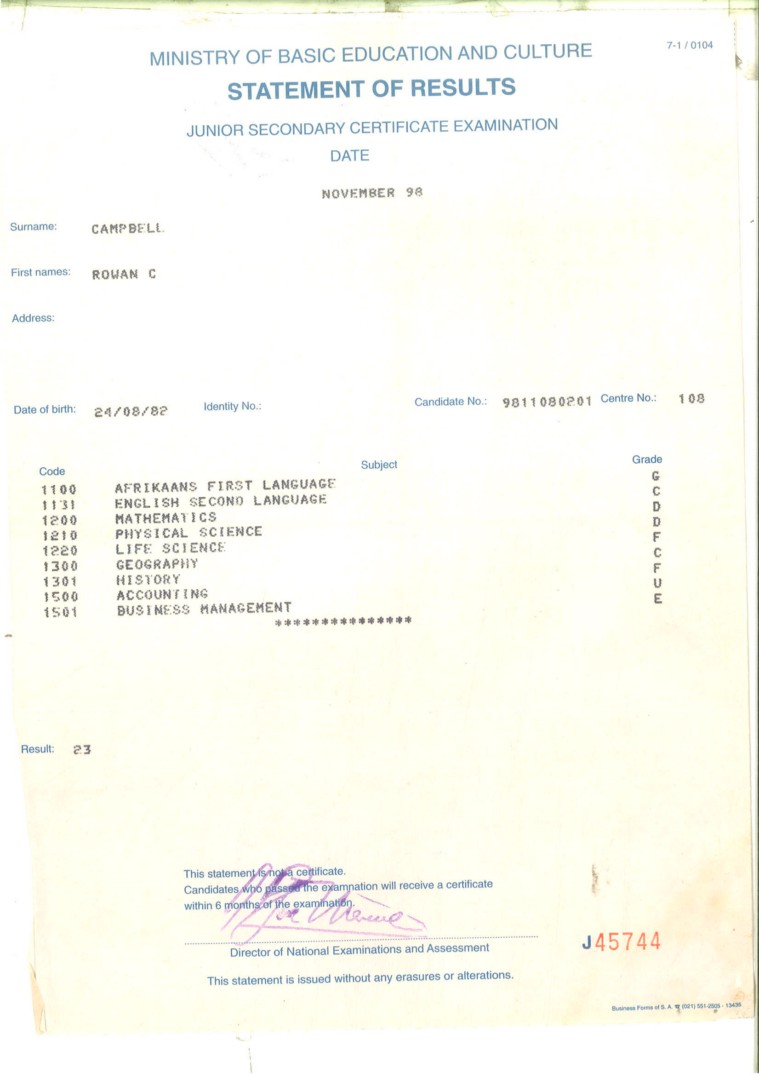 7-1 / 0104
MINISTRY OF BASIC EDUCATION AND CULTURE
STATEMENT OF RESULTS
JUNIOR SECONDARY CERTIFICATE EXAMINATION
DATE
NOVEMBER 98
Surname: CAMPBELL
First names: ROWAN C
Address:
Date of birth: 24/08/82 Identity No.: Candidate No.: 9811080201 Centre No.: 108
Code Subject Grade
1100 AFRIKAANS FIRST LANGUAGE G
1131 ENGLISH SECOND LANGUAGE C
1200 MATHEMATICS D
1210 PHYSICAL SCIENCE D
1220 LIFE SCIENCE F
1300 GEOGRAPHY C
1301 HISTORY F
1500 ACCOUNTING U
1501 BUSINESS MANAGEMENT E
***************
Result: 23
This statement is not a certificate.
Candidates who passed the examnation will receive a certificate
within 6 months of the examination.
Director of National Examinations and Assessment
J45744
This statement is issued without any erasures or alterations.
Business Forms of S. A. ☎ (021) 551-2505 - 13439